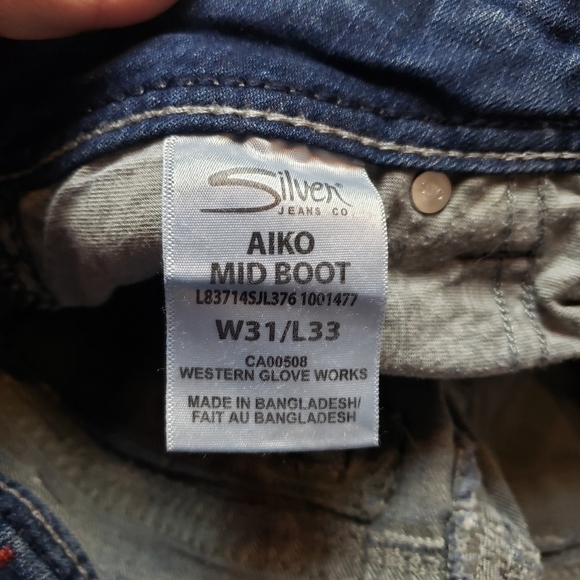 Silver
JEANS CO
AIKO
MID BOOT
L83714SJL376 1001477
W31/L33
CA00508
WESTERN GLOVE WORKS
MADE IN BANGLADESH/
FAIT AU BANGLADESH